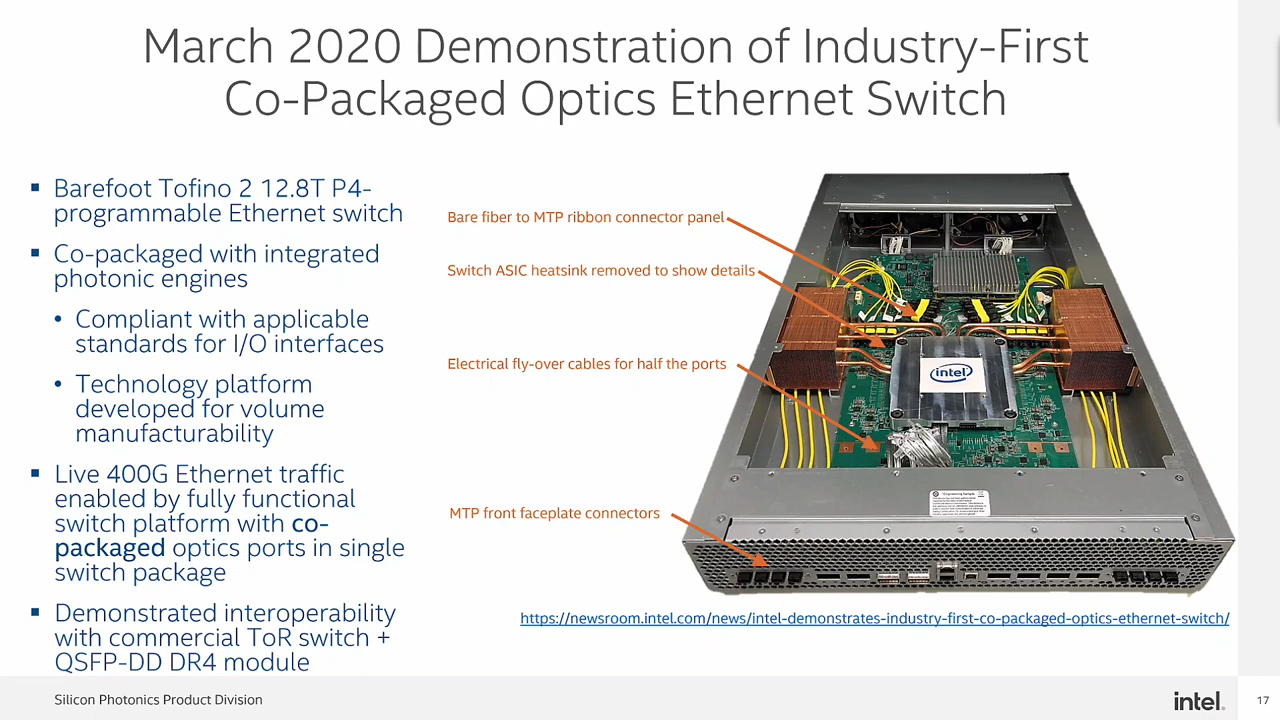 March 2020 Demonstration of Industry-First
Co-Packaged Optics Ethernet Switch
▪ Barefoot Tofino 2 12.8T P4-
programmable Ethernet switch
▪ Co-packaged with integrated
photonic engines
• Compliant with applicable
standards for I/O interfaces
• Technology platform
developed for volume
manufacturability
▪ Live 400G Ethernet traffic
enabled by fully functional
switch platform with co-
packaged optics ports in single
switch package
▪ Demonstrated interoperability
with commercial ToR switch +
QSFP-DD DR4 module
Bare fiber to MTP ribbon connector panel
Switch ASIC heatsink removed to show details
Electrical fly-over cables for half the ports
MTP front faceplate connectors
intel
https://newsroom.intel.com/news/intel-demonstrates-industry-first-co-packaged-optics-ethernet-switch/
Silicon Photonics Product Division
intel.
17